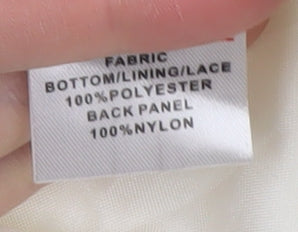 FABRIC
BOTTOM/LINING/LACE
100%POLYESTER
BACK PANEL
100%NYLON